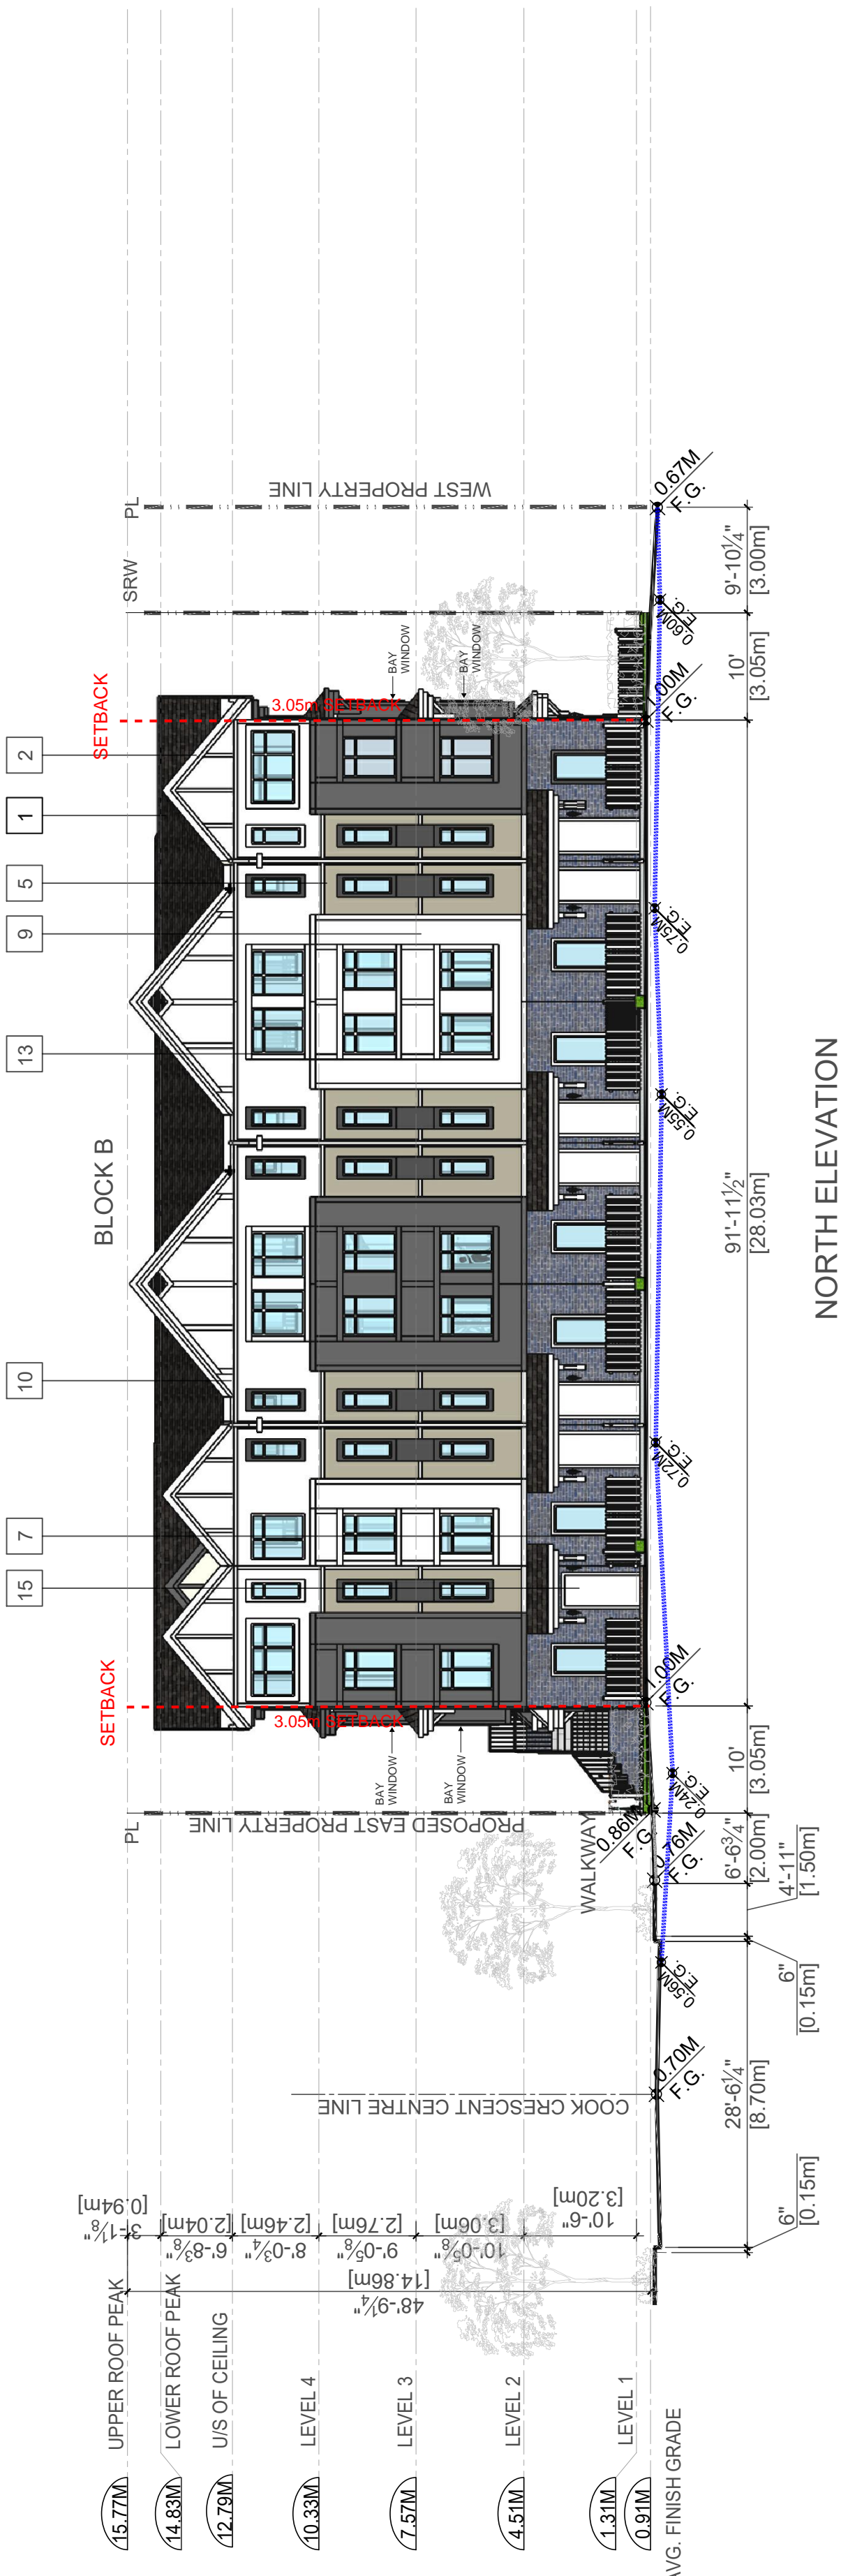 UPPER ROOF PEAK
15.77M
LOWER ROOF PEAK
14.83M
U/S OF CEILING
12.79M
LEVEL 4
10.33M
LEVEL 3
7.57M
LEVEL 2
4.51M
LEVEL 1
1.31M
0.91M
AVG. FINISH GRADE
3'-1⅛"
[0.94m]
6'-8⅜"
[2.04m]
8'-0¾"
[2.46m]
9'-0⅝"
[2.76m]
10'-0⅝"
[3.06m]
10'-6"
[3.20m]
48'-9¼"
[14.86m]
COOK CRESCENT CENTRE LINE
PL
PROPOSED EAST PROPERTY LINE
WALKWAY
SETBACK
3.05m SETBACK
BAY
WINDOW
BAY
WINDOW
15
7
10
BLOCK B
13
9
5
1
2
SETBACK
3.05m SETBACK
BAY
WINDOW
BAY
WINDOW
SRW
PL
WEST PROPERTY LINE
0.70M
F.G.
0.56M
E.G.
0.76M
F.G.
0.86M
F.G.
0.24M
E.G.
1.00M
F.G.
0.72M
E.G.
0.55M
E.G.
0.75M
E.G.
.00M
F.G.
0.60M
E.G.
0.67M
F.G.
6"
[0.15m]
28'-6¼"
[8.70m]
6"
[0.15m]
4'-11"
[1.50m]
6'-6¾"
[2.00m]
10'
[3.05m]
91'-11½"
[28.03m]
10'
[3.05m]
9'-10¼"
[3.00m]
NORTH ELEVATION